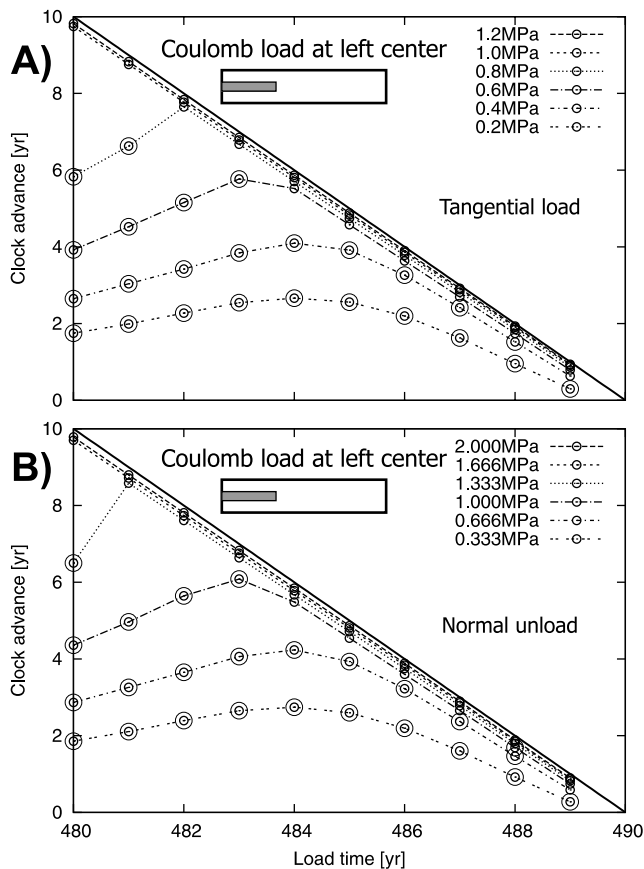 A)
Coulomb load at left center
1.2MPa
1.0MPa
0.8MPa
0.6MPa
0.4MPa
0.2MPa
Tangential load
Clock advance [yr]
10
8
6
4
2
0
B)
Coulomb load at left center
2.000MPa
1.666MPa
1.333MPa
1.000MPa
0.666MPa
0.333MPa
Normal unload
Clock advance [yr]
10
8
6
4
2
0
480 482 484 486 488 490
Load time [yr]